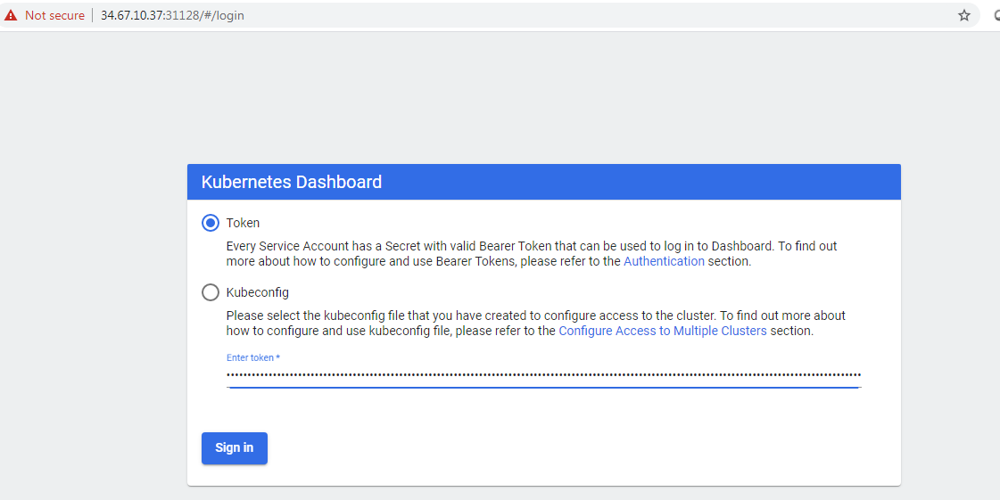 Not secure 34.67.10.37:31128/#/login
Kubernetes Dashboard
Token
Every Service Account has a Secret with valid Bearer Token that can be used to log in to Dashboard. To find out
more about how to configure and use Bearer Tokens, please refer to the Authentication section.
Kubeconfig
Please select the kubeconfig file that you have created to configure access to the cluster. To find out more about
how to configure and use kubeconfig file, please refer to the Configure Access to Multiple Clusters section.
Enter token *
Sign in